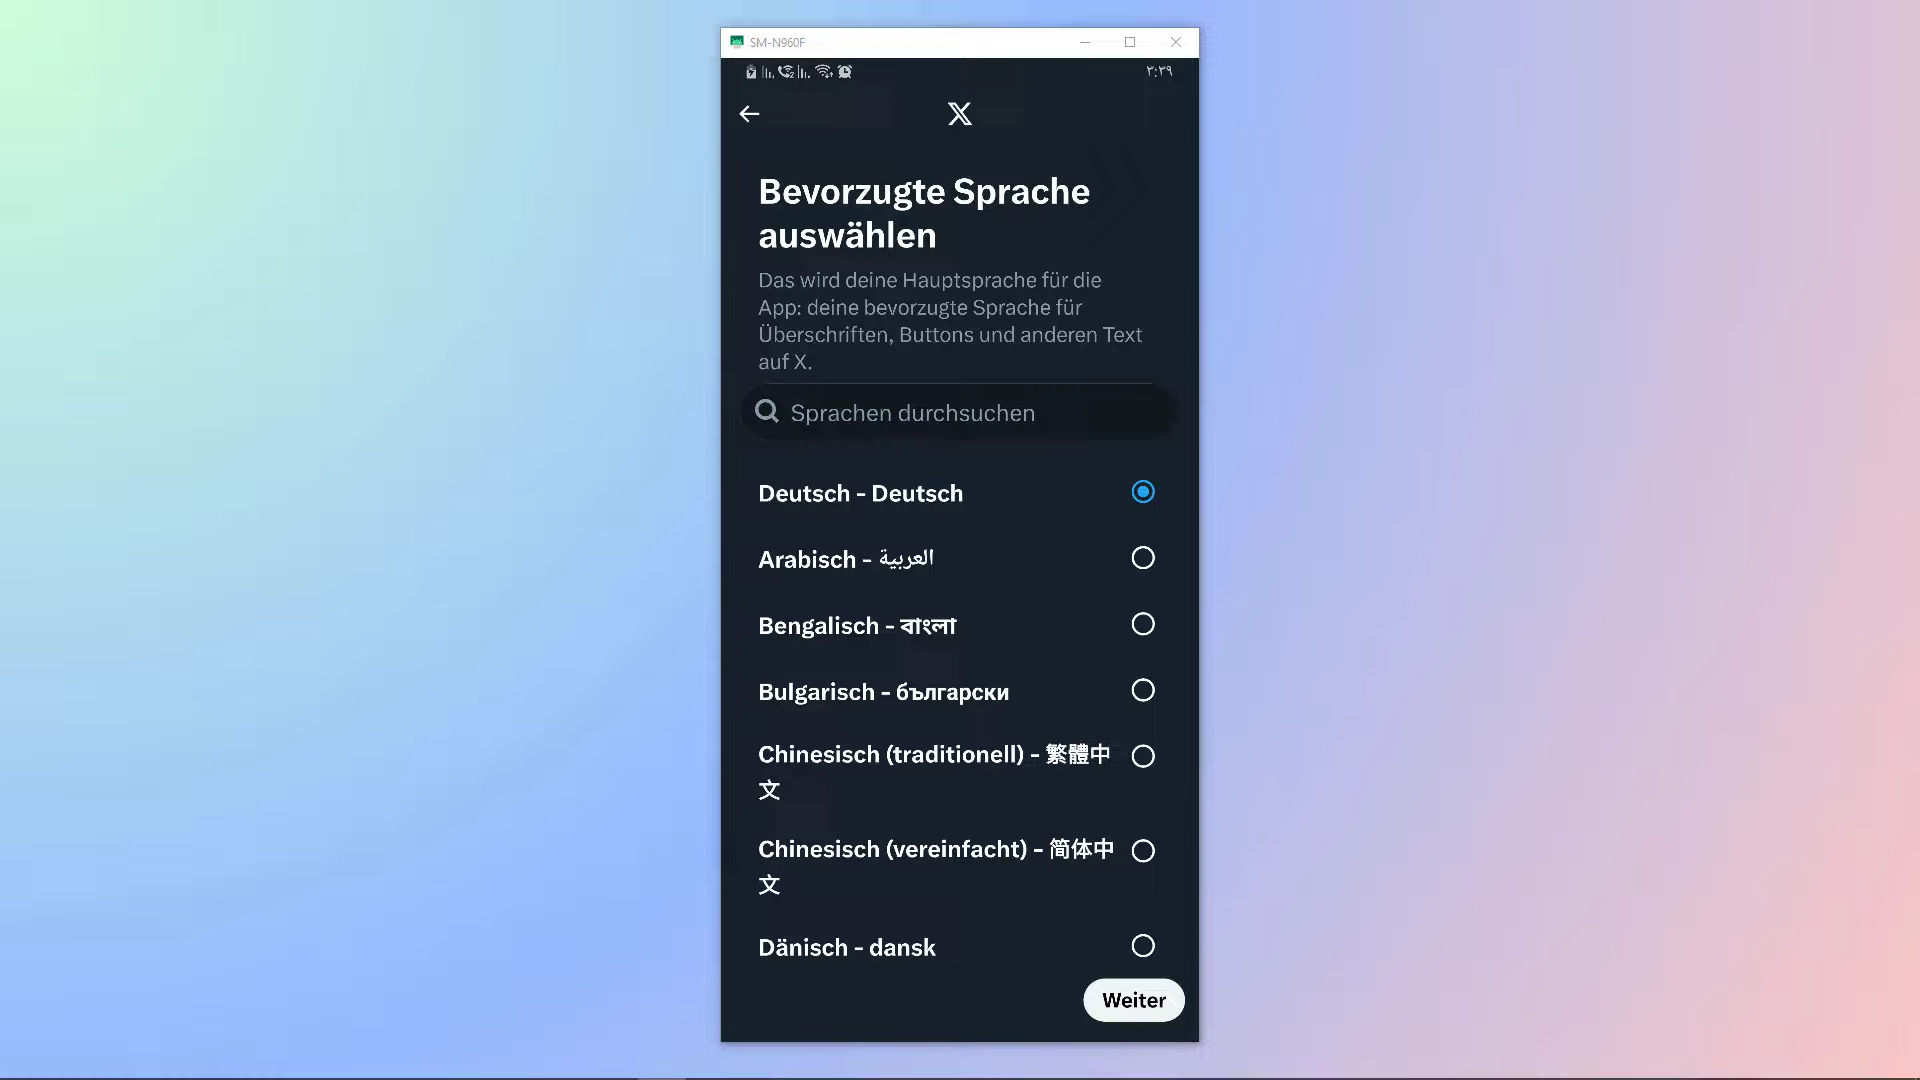 SM-N960F
٣:٣٩
Bevorzugte Sprache
auswählen
Das wird deine Hauptsprache für die
App: deine bevorzugte Sprache für
Überschriften, Buttons und anderen Text
auf X.
Sprachen durchsuchen
Deutsch - Deutsch
Arabisch - العربية
Bengalisch - বাংলা
Bulgarisch - български
Chinesisch (traditionell) - 繁體中
文
Chinesisch (vereinfacht) - 简体中
文
Dänisch - dansk
Weiter